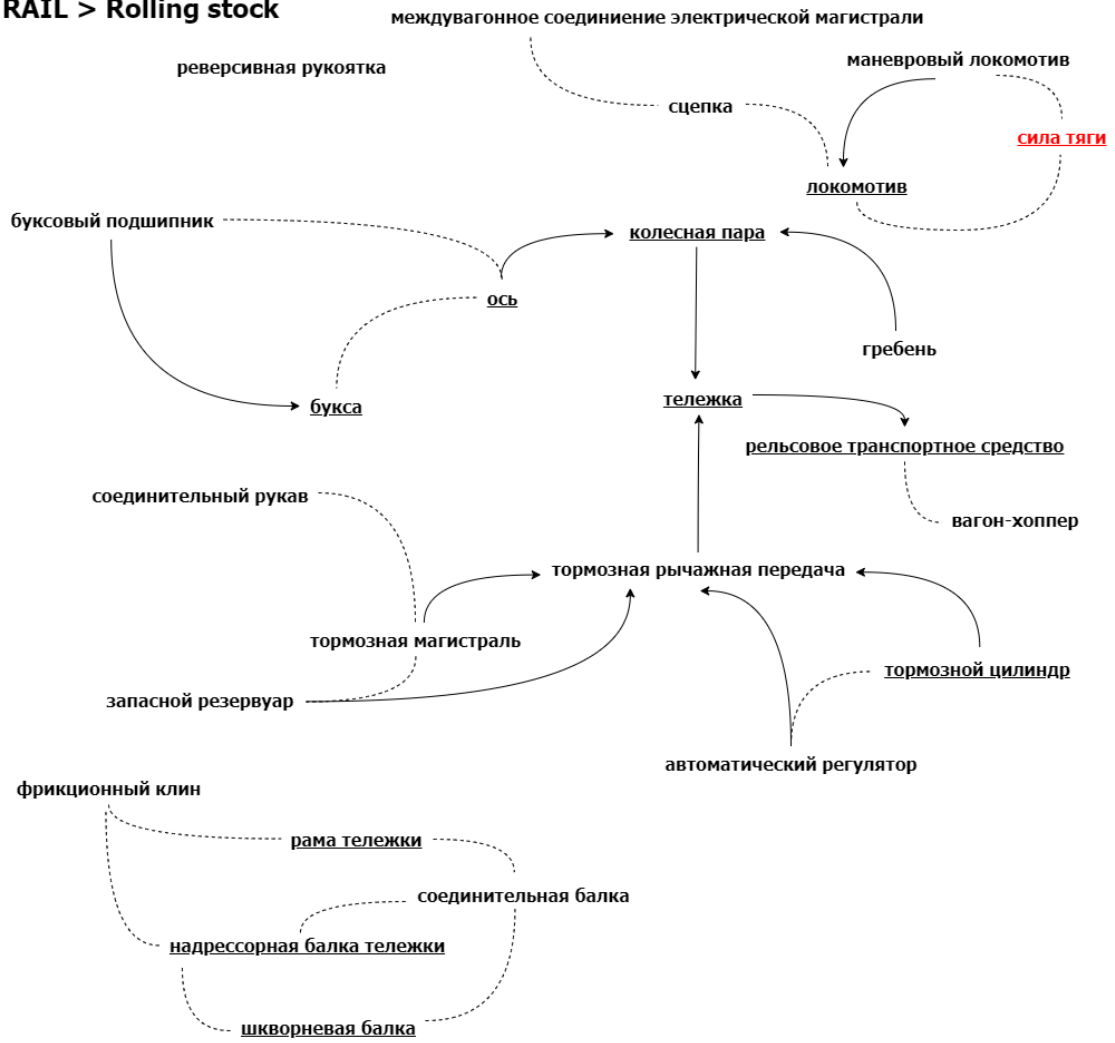 RAIL > Rolling stock
междувагонное соединиение электрической магистрали
маневровый локомотив
реверсивная рукоятка
сцепка
сила тяги
локомотив
буксовый подшипник
колесная пара
ось
гребень
букса
тележка
рельсовое транспортное средство
соединительный рукав
вагон-хоппер
тормозная рычажная передача
тормозная магистраль
тормозной цилиндр
запасной резервуар
автоматический регулятор
фрикционный клин
рама тележки
соединительная балка
надрессорная балка тележки
шкворневая балка